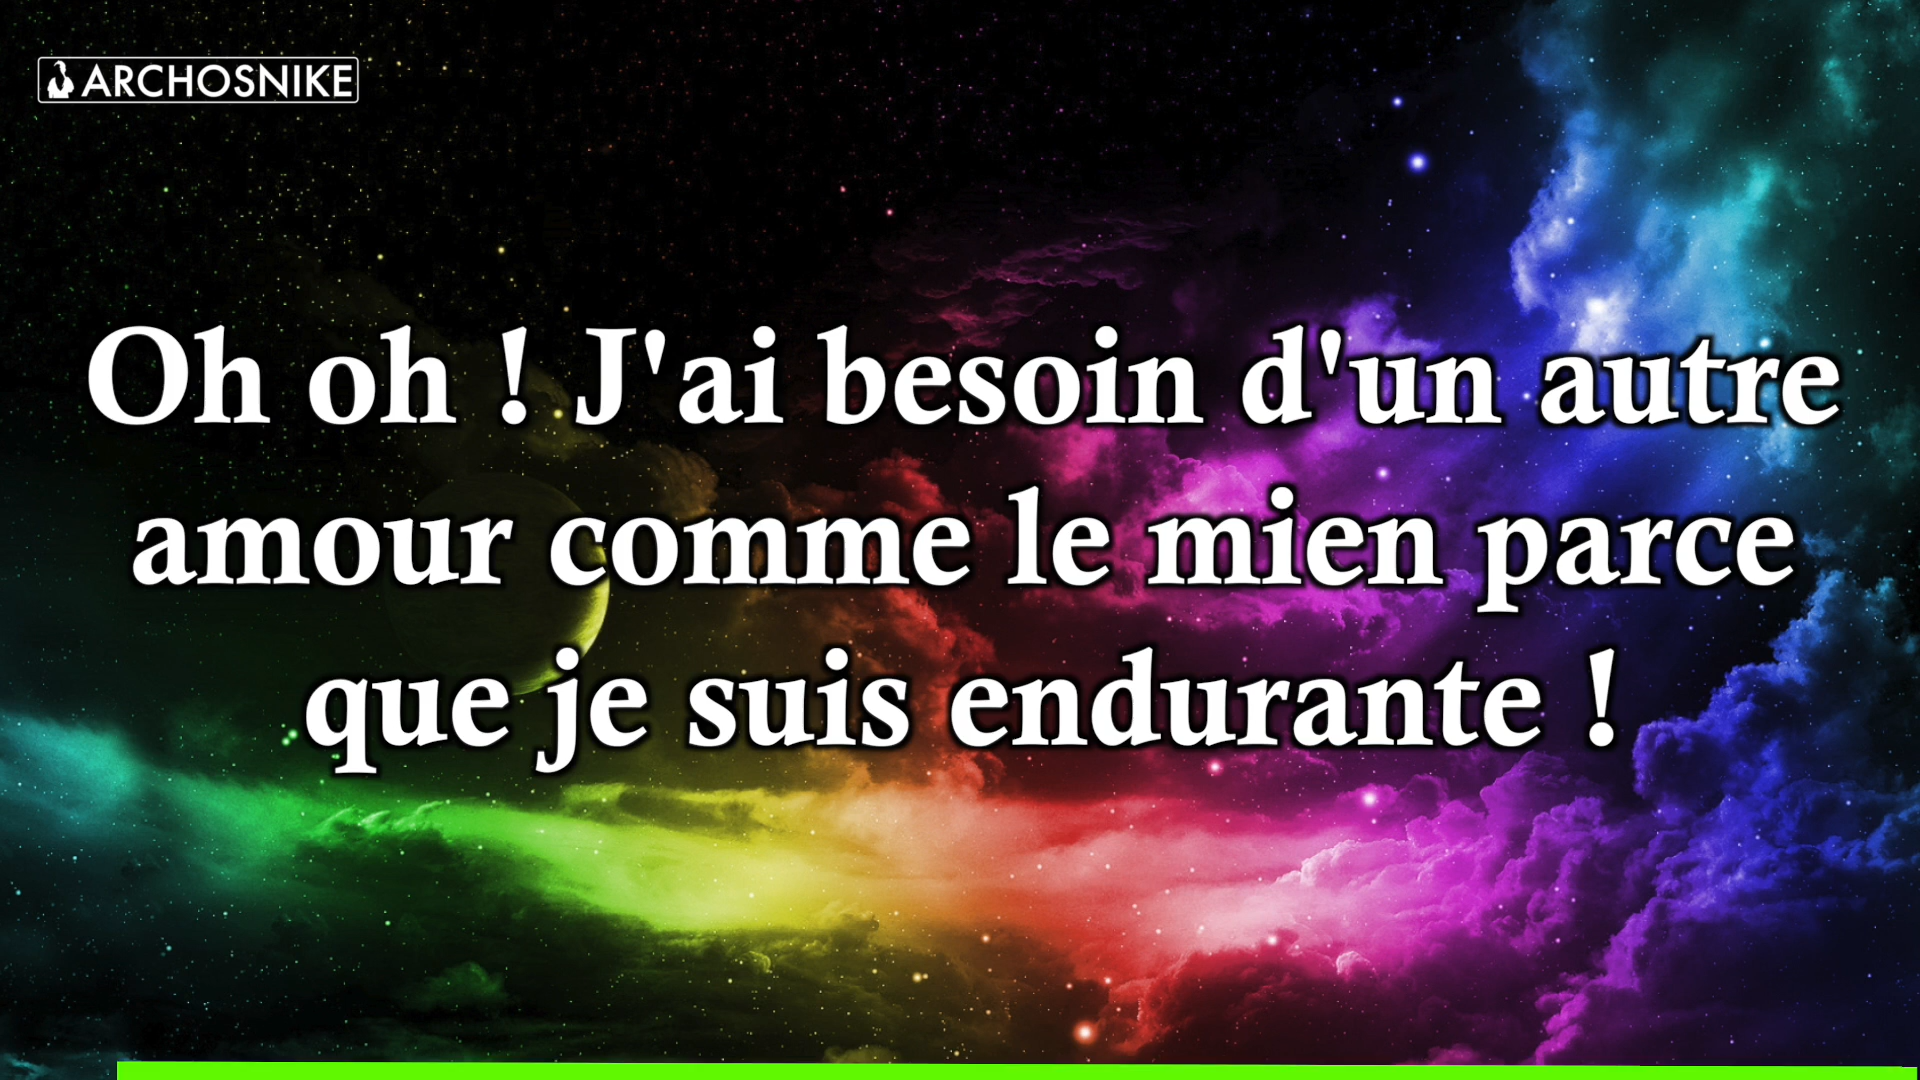 ARCHOSNIKE
Oh oh ! J'ai besoin d'un autre
amour comme le mien parce
que je suis endurante !